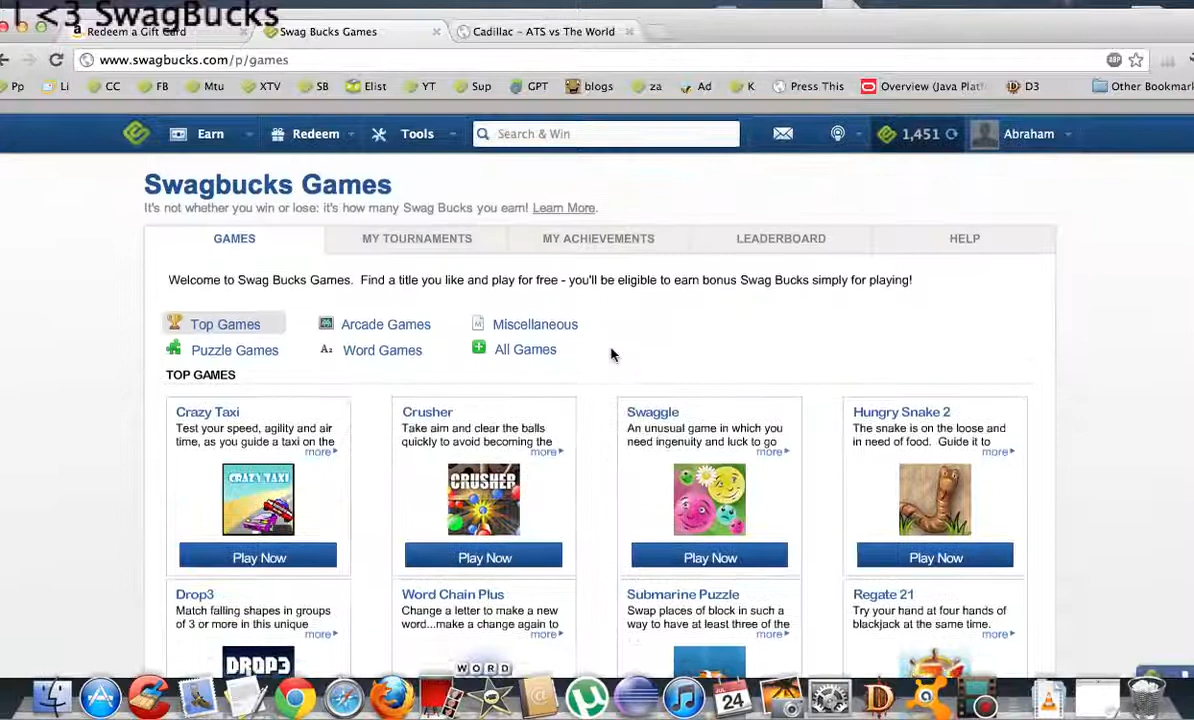 I <3 SwagBucks
Redeem a Gift Card
Swag Bucks Games
Cadillac - ATS vs The World
www.swagbucks.com/p/games
ABP
Pp Li CC FB Mtu XTV SB Elist YT Sup GPT blogs za Ad K Press This Overview (Java Platf D3 Other Bookmar
Earn Redeem Tools Search & Win 1,451 Abraham
Swagbucks Games
It's not whether you win or lose: it's how many Swag Bucks you earn! Learn More.
GAMES MY TOURNAMENTS MY ACHIEVEMENTS LEADERBOARD HELP
Welcome to Swag Bucks Games. Find a title you like and play for free - you'll be eligible to earn bonus Swag Bucks simply for playing!
Top Games Arcade Games Miscellaneous
Puzzle Games Word Games All Games
TOP GAMES
Crazy Taxi
Test your speed, agility and air
time, as you guide a taxi on the
more
CRAZY TAXI
Play Now
Crusher
Take aim and clear the balls
quickly to avoid becoming the
more
CRUSHER
Play Now
Swaggle
An unusual game in which you
need ingenuity and luck to go
more
Play Now
Hungry Snake 2
The snake is on the loose and
in need of food. Guide it to
more
Play Now
Drop3
Match falling shapes in groups
of 3 or more in this unique
more
DROP3
Word Chain Plus
Change a letter to make a new
word...make a change again to
more
WORD
Submarine Puzzle
Swap places of block in such a
way to have at least three of the
more
Regate 21
Try your hand at four hands of
blackjack at the same time.
more
JUL
24